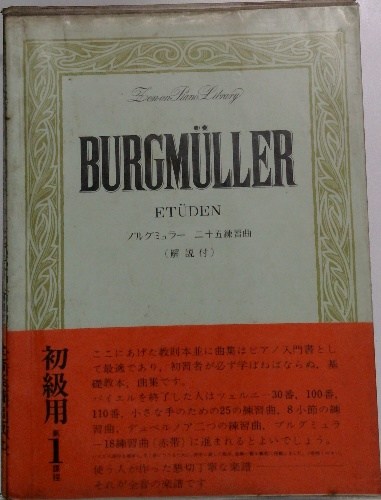 Zen-on Piano Library
BURGMÜLLER
ETÜDEN
ブルグミュラー 二十五練習曲
(解説付)
初級用
第1課程
ここにあげた教則本並に曲集はピアノ入門書とし
て最適であり，初習者が必ず学ばねばならぬ，基
礎教本，曲集です。
バイエルを終了した人はツェルニー30番，100番，
110番，小さな手のための25の練習曲，8小節の練
習曲，デュベルノア二つの練習曲，ブルグミュラ
ー18練習曲(赤帯)に進まれるとよいでしょう。
使う人が作った懇切丁寧な楽譜
それが全音の楽譜です